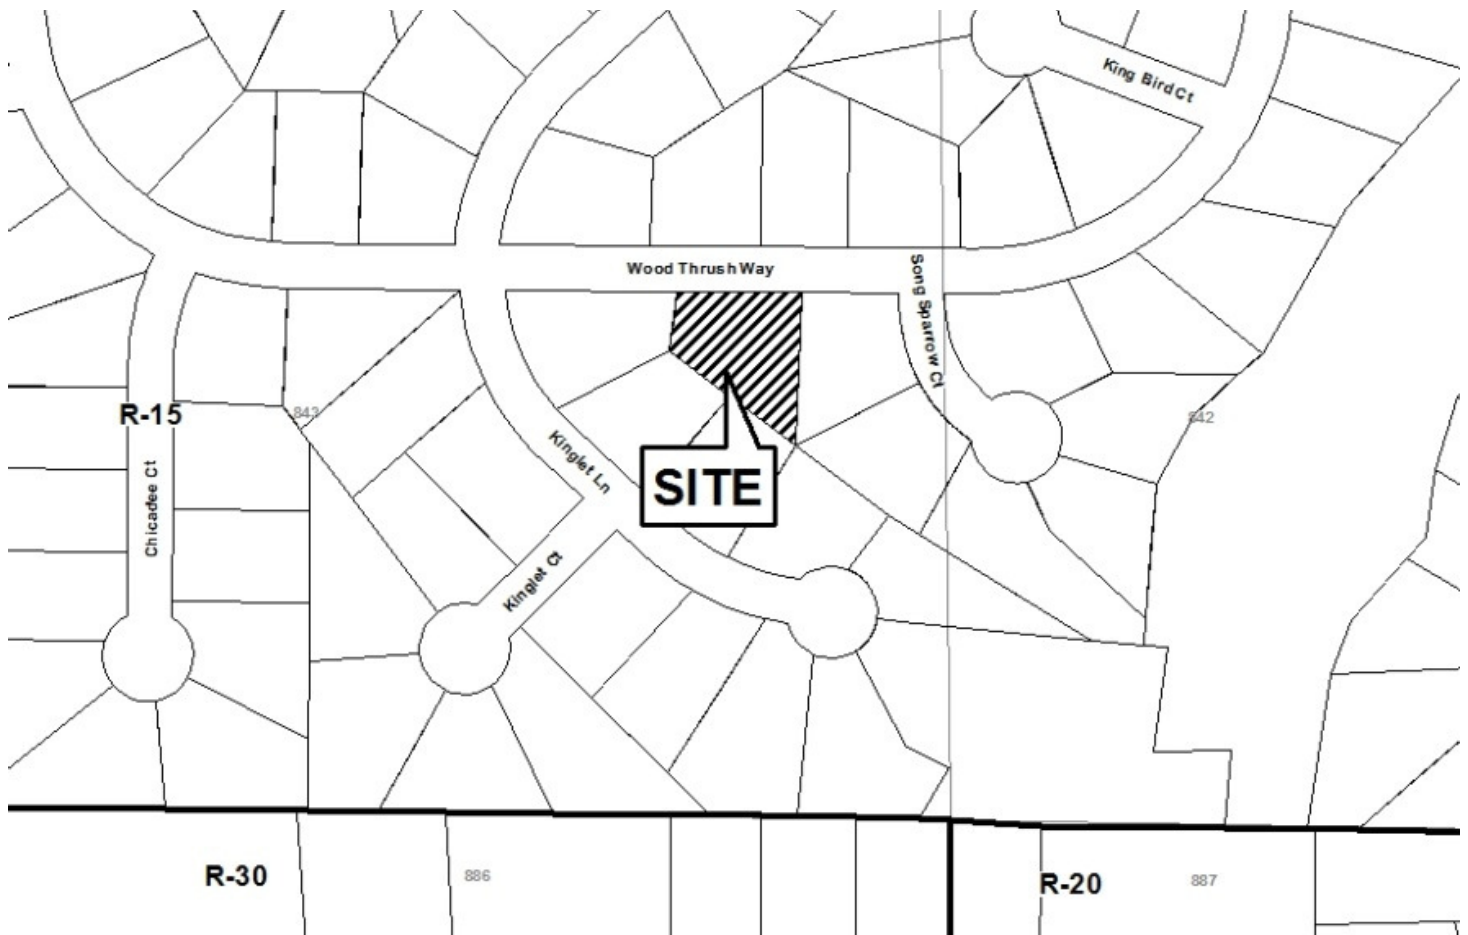 King Bird Ct
Wood Thrush Way
Song Sparrow Ct
R-15
843
842
Kinglet Ln
SITE
Chicadee Ct
Kinglet Ct
R-30
886
R-20
887